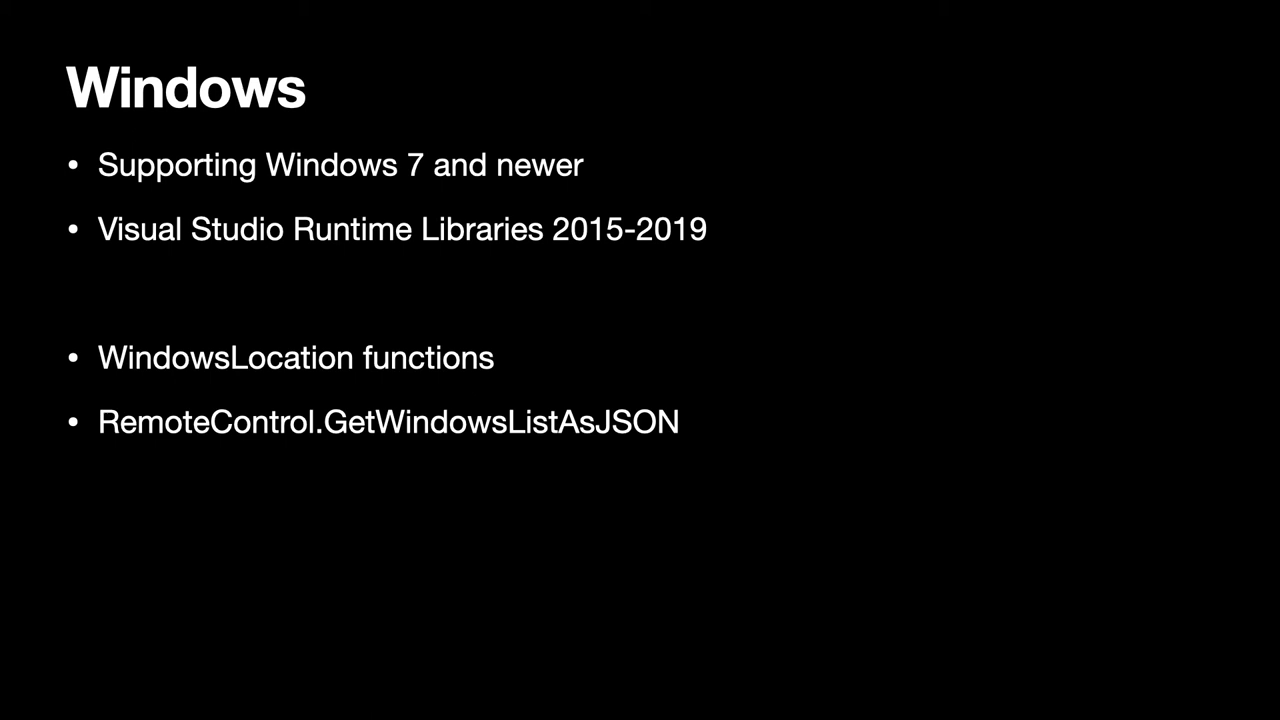 Windows
• Supporting Windows 7 and newer
• Visual Studio Runtime Libraries 2015-2019
• WindowsLocation functions
• RemoteControl.GetWindowsListAsJSON